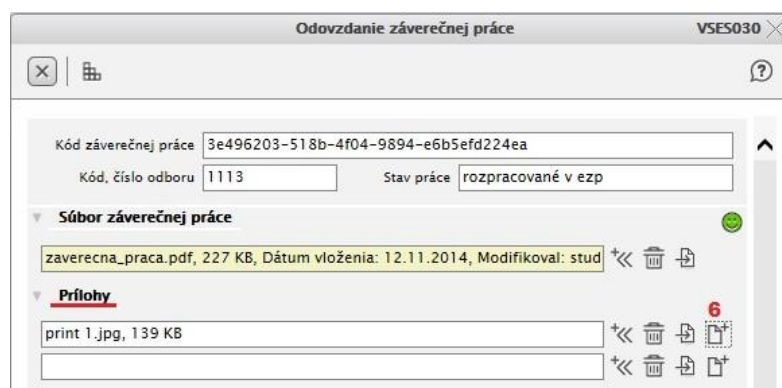 Odovzdanie záverečnej práce VSES030
Kód záverečnej práce 3e496203-518b-4f04-9894-e6b5efd224ea
Kód, číslo odboru 1113 Stav práce rozpracované v ezp
Súbor záverečnej práce
zaverecna_praca.pdf, 227 KB, Dátum vloženia: 12.11.2014, Modifikoval: stud
Prílohy
6
print 1.jpg, 139 KB